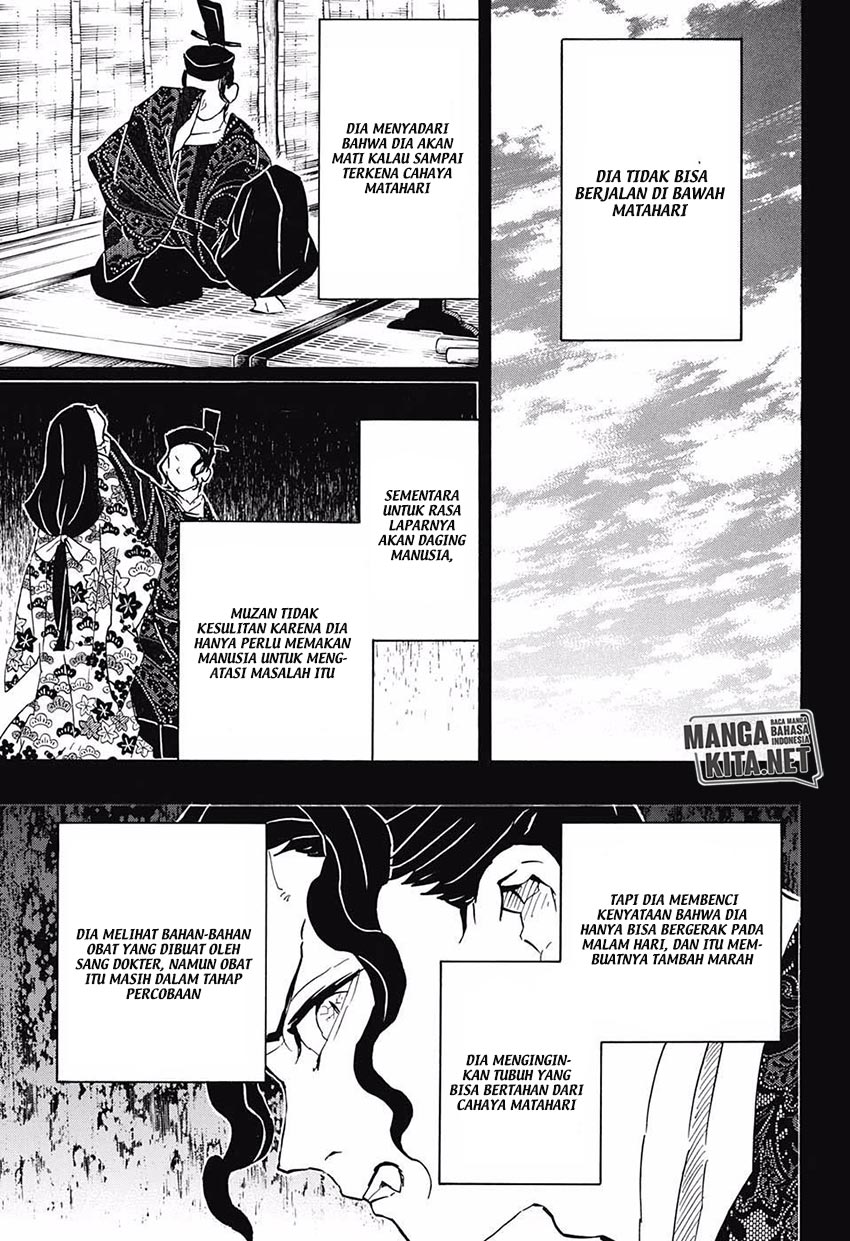 DIA TIDAK BISA
BERJALAN DI BAWAH
MATAHARI
DIA MENYADARI
BAHWA DIA AKAN
MATI KALAU SAMPAI
TERKENA CAHAYA
MATAHARI
SEMENTARA
UNTUK RASA
LAPARNYA
AKAN DAGING
MANUSIA,
MUZAN TIDAK
KESULITAN KARENA DIA
HANYA PERLU MEMAKAN
MANUSIA UNTUK MENG-
ATASI MASALAH ITU
MANGA
KITA.NET
BACA MANGA
BAHASA
INDONESIA
TAPI DIA MEMBENCI
KENYATAAN BAHWA DIA
HANYA BISA BERGERAK PADA
MALAM HARI, DAN ITU MEM-
BUATNYA TAMBAH MARAH
DIA MENGINGIN-
KAN TUBUH YANG
BISA BERTAHAN DARI
CAHAYA MATAHARI
DIA MELIHAT BAHAN-BAHAN
OBAT YANG DIBUAT OLEH
SANG DOKTER, NAMUN OBAT
ITU MASIH DALAM TAHAP
PERCOBAAN